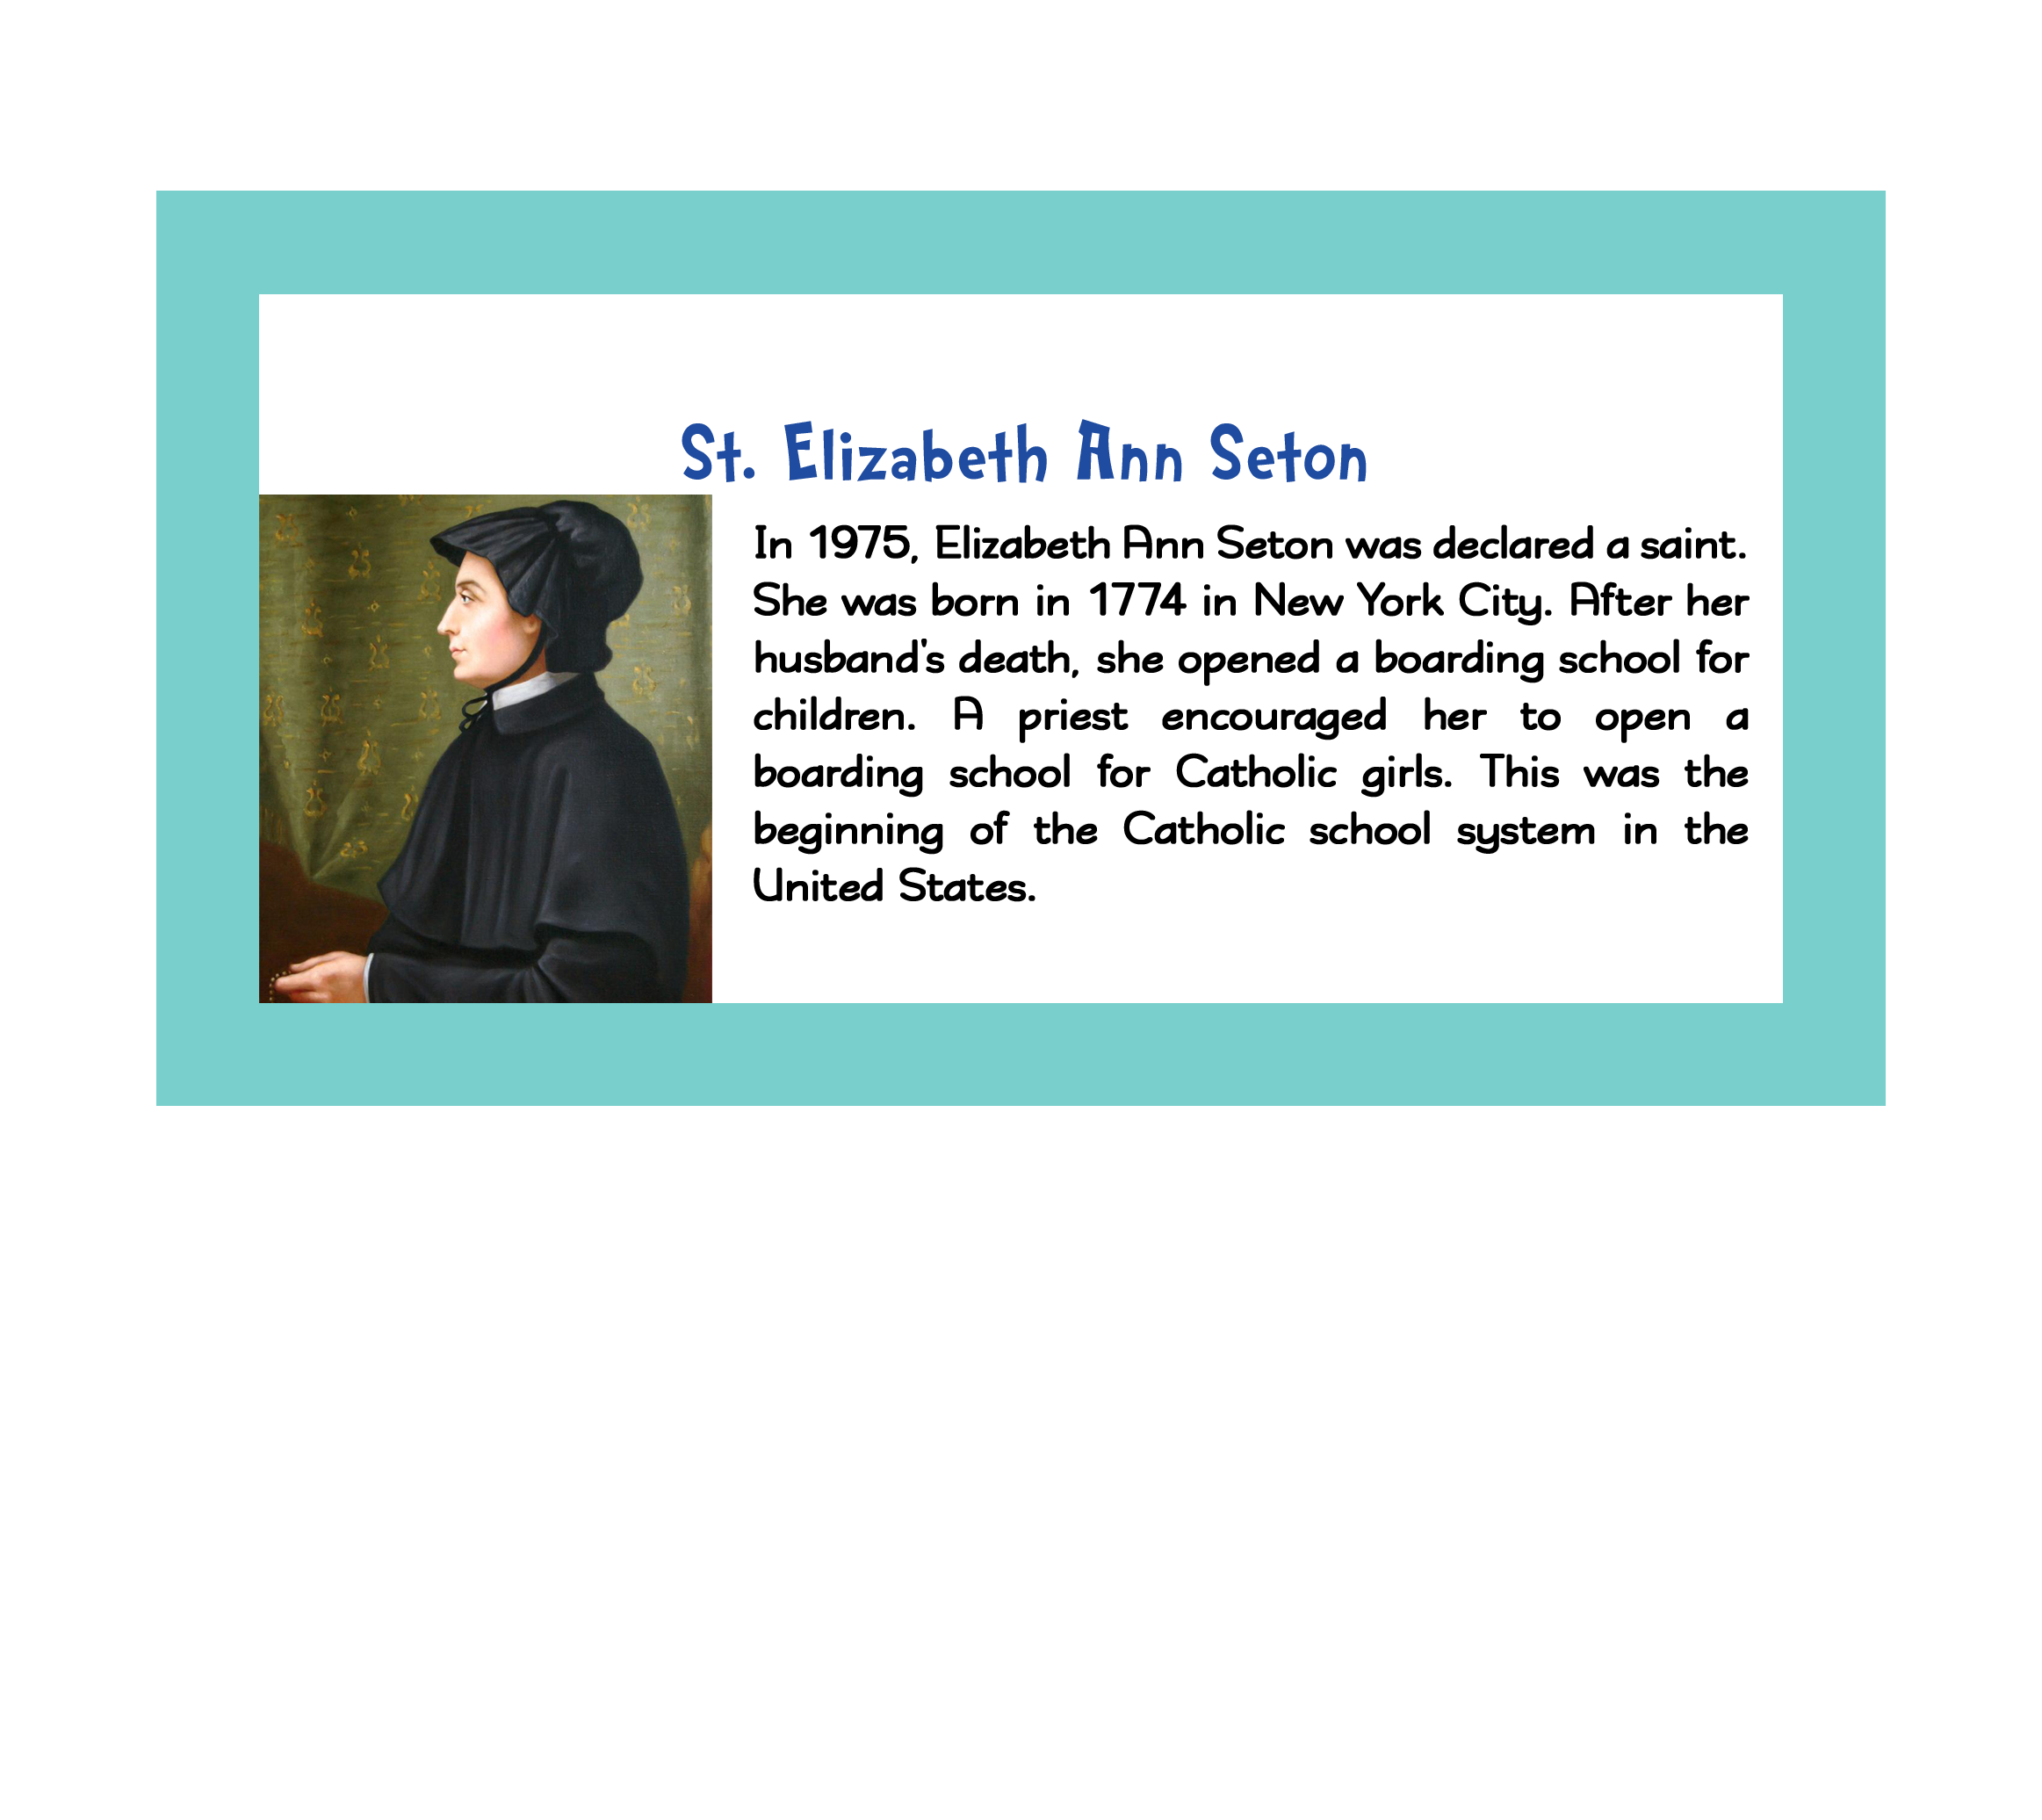 St. Elizabeth Ann Seton
In 1975, Elizabeth Ann Seton was declared a saint.
She was born in 1774 in New York City. After her
husband's death, she opened a boarding school for
children. A priest encouraged her to open a
boarding school for Catholic girls. This was the
beginning of the Catholic school system in the
United States.